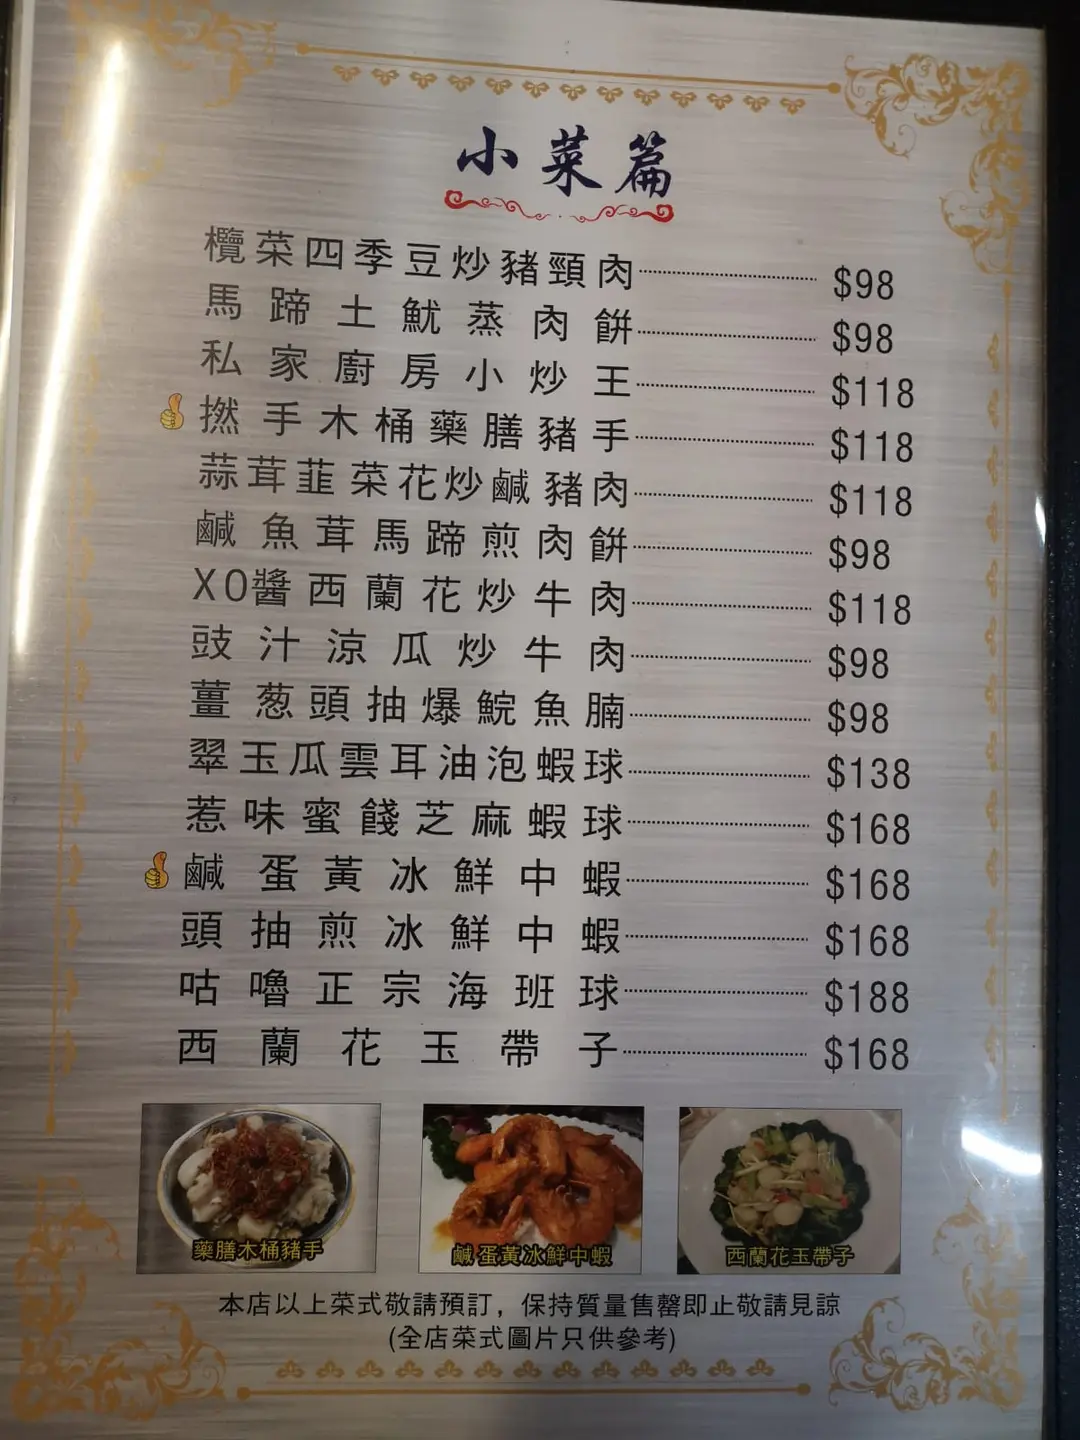 小菜篇
欖菜四季豆炒豬頸肉 $98
馬蹄土魷蒸肉餅 $98
私家廚房小炒王 $118
撚手木桶藥膳豬手 $118
蒜茸韮菜花炒鹹豬肉 $118
鹹魚茸馬蹄煎肉餅 $98
XO醬西蘭花炒牛肉 $118
豉汁涼瓜炒牛肉 $98
薑葱頭抽爆鯇魚腩 $98
翠玉瓜雲耳油泡蝦球 $138
惹味蜜餞芝麻蝦球 $168
鹹蛋黃冰鮮中蝦 $168
頭抽煎冰鮮中蝦 $168
咕嚕正宗海班球 $188
西蘭花玉帶子 $168
藥膳木桶豬手
鹹蛋黃冰鮮中蝦
西蘭花玉帶子
本店以上菜式敬請預訂，保持質量售罄即止敬請見諒
(全店菜式圖片只供參考)